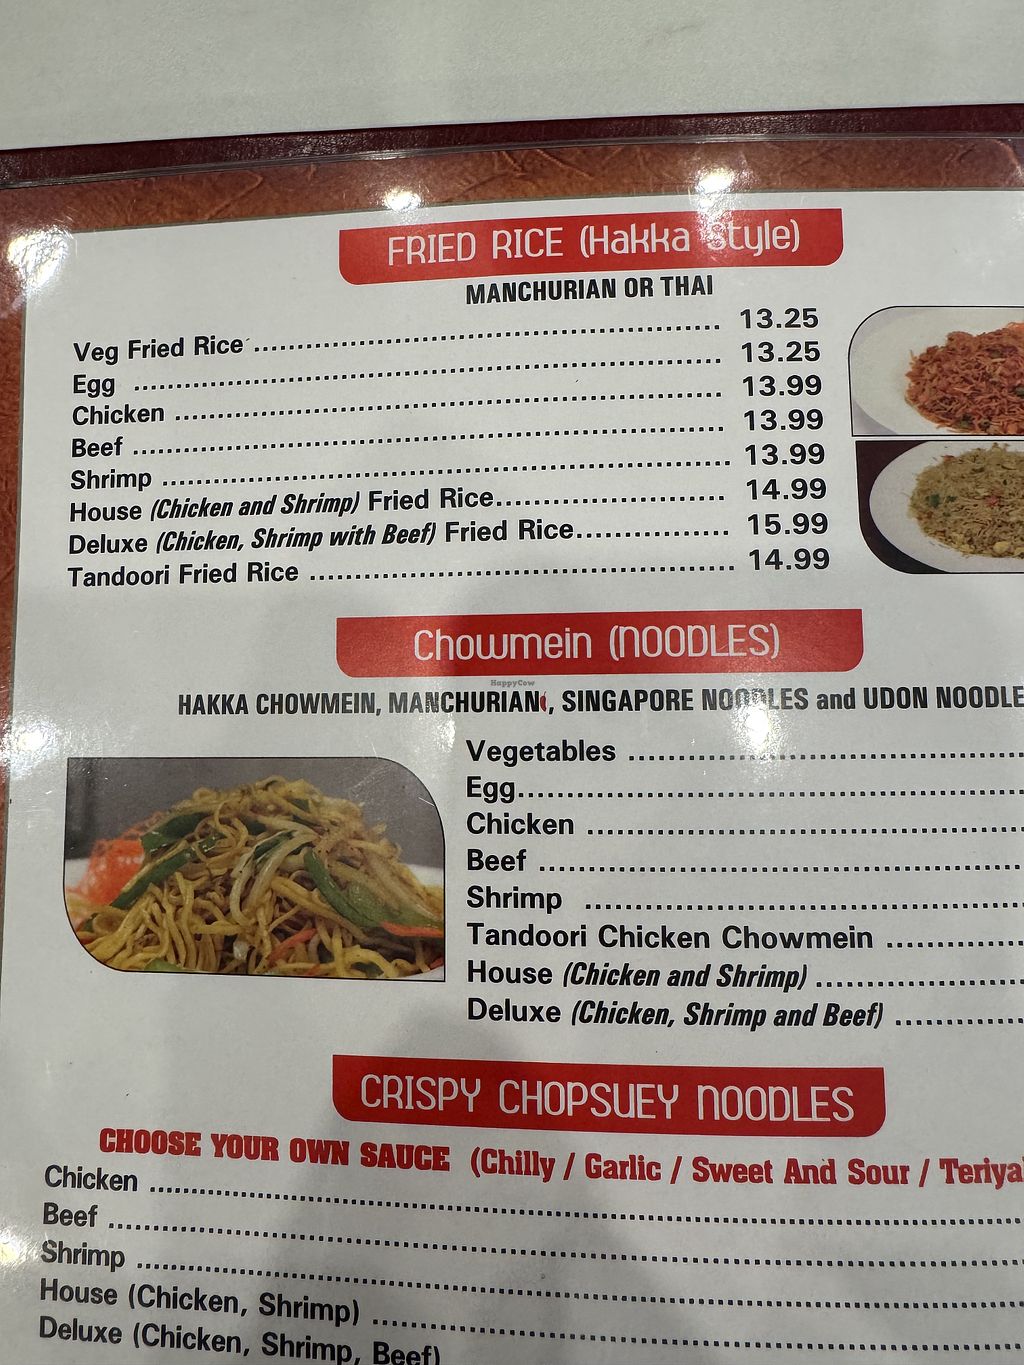 FRIED RICE (Hakka Style)
MANCHURIAN OR THAI
Veg Fried Rice ........ 13.25
Egg ........ 13.25
Chicken ........ 13.99
Beef ........ 13.99
Shrimp ........ 13.99
House (Chicken and Shrimp) Fried Rice........ 14.99
Deluxe (Chicken, Shrimp with Beef) Fried Rice........ 15.99
Tandoori Fried Rice ........ 14.99
Chowmein (NOODLES)
HappyCow
HAKKA CHOWMEIN, MANCHURIAN, SINGAPORE NOODLES and UDON NOODLE
Vegetables ........
Egg........
Chicken ........
Beef ........
Shrimp ........
Tandoori Chicken Chowmein ........
House (Chicken and Shrimp) ........
Deluxe (Chicken, Shrimp and Beef) ........
CRISPY CHOPSUEY NOODLES
CHOOSE YOUR OWN SAUCE (Chilly / Garlic / Sweet And Sour / Teriya
Chicken ........
Beef ........
Shrimp ........
House (Chicken, Shrimp) ........
Deluxe (Chicken, Shrimp, Beef)